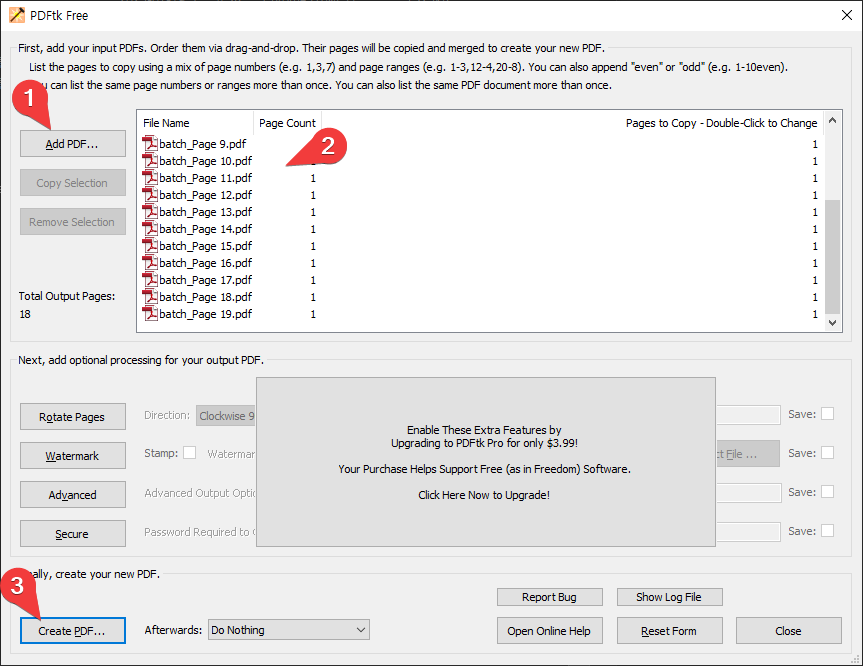 PDFtk Free
First, add your input PDFs. Order them via drag-and-drop. Their pages will be copied and merged to create your new PDF.
List the pages to copy using a mix of page numbers (e.g. 1,3,7) and page ranges (e.g. 1-3,12-4,20-8). You can also append "even" or "odd" (e.g. 1-10even).
can list the same page numbers or ranges more than once. You can also list the same PDF document more than once.
1
Add PDF...
Copy Selection
Remove Selection
Total Output Pages:
18
File Name Page Count Pages to Copy - Double-Click to Change
2
batch_Page 9.pdf 1
batch_Page 10.pdf 1
batch_Page 11.pdf 1 1
batch_Page 12.pdf 1 1
batch_Page 13.pdf 1 1
batch_Page 14.pdf 1 1
batch_Page 15.pdf 1 1
batch_Page 16.pdf 1 1
batch_Page 17.pdf 1 1
batch_Page 18.pdf 1 1
batch_Page 19.pdf 1 1
Next, add optional processing for your output PDF.
Rotate Pages Direction: Clockwise 9 Save:
Watermark Stamp: Watermar File ... Save:
Advanced Advanced Output Opti Save:
Secure Password Required to Save:
Enable These Extra Features by
Upgrading to PDFtk Pro for only $3.99!
Your Purchase Helps Support Free (as in Freedom) Software.
Click Here Now to Upgrade!
3
create your new PDF.
Create PDF... Afterwards: Do Nothing
Report Bug Show Log File
Open Online Help Reset Form Close